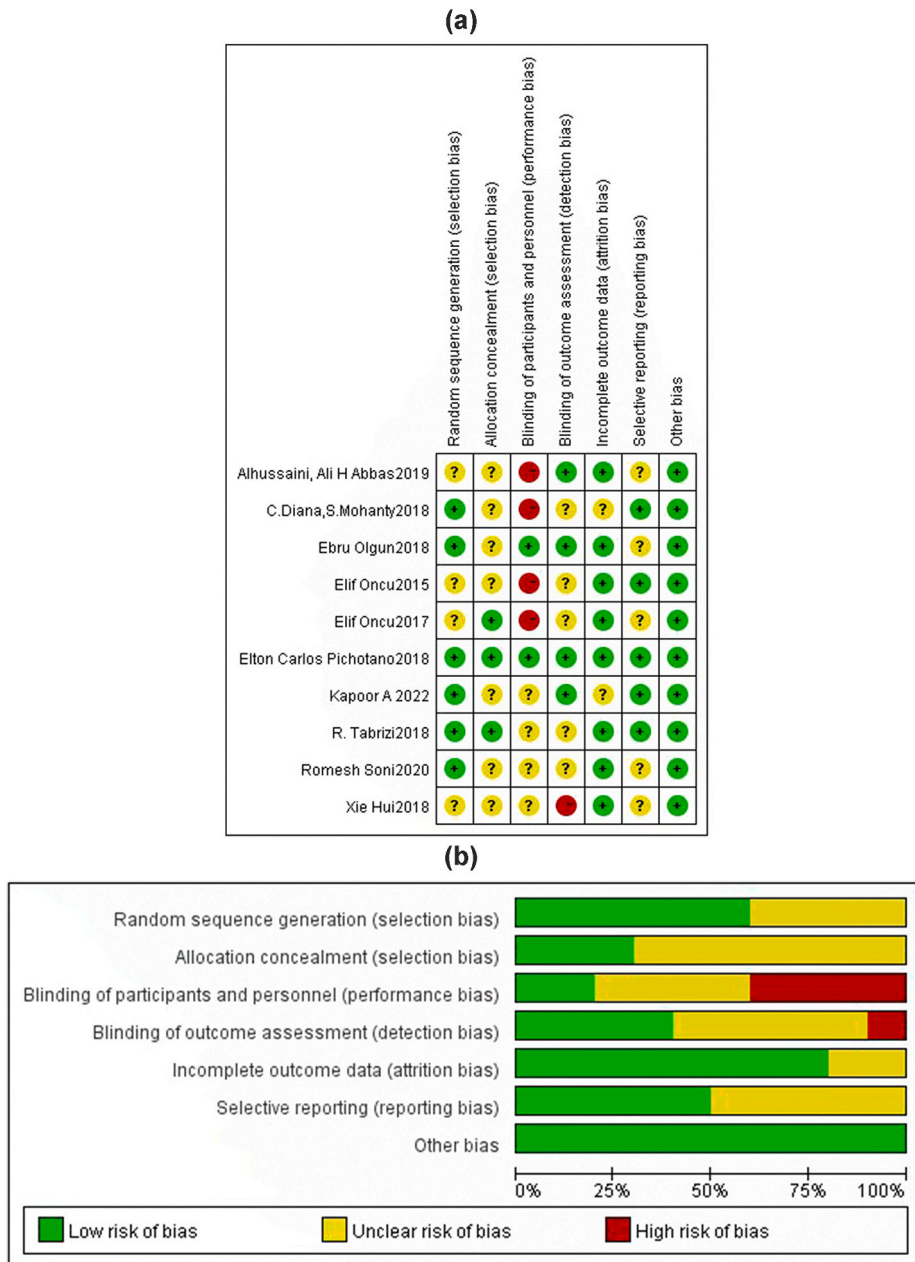 (a)
Random sequence generation (selection bias)
Allocation concealment (selection bias)
Blinding of participants and personnel (performance bias)
Blinding of outcome assessment (detection bias)
Incomplete outcome data (attrition bias)
Selective reporting (reporting bias)
Other bias
Alhussaini, Ali H Abbas2019 ? ? - + + ? +
C.Diana,S.Mohanty2018 + ? - ? ? + +
Ebru Olgun2018 + ? + + + ? +
Elif Oncu2015 ? ? - ? + + +
Elif Oncu2017 ? + - ? + ? +
Elton Carlos Pichotano2018 + + + + + + +
Kapoor A 2022 + ? ? + ? + +
R. Tabrizi2018 + + ? ? + + +
Romesh Soni2020 + ? ? ? + ? +
Xie Hui2018 ? ? ? - + ? +
(b)
Random sequence generation (selection bias)
Allocation concealment (selection bias)
Blinding of participants and personnel (performance bias)
Blinding of outcome assessment (detection bias)
Incomplete outcome data (attrition bias)
Selective reporting (reporting bias)
Other bias
0% 25% 50% 75% 100%
Low risk of bias Unclear risk of bias High risk of bias